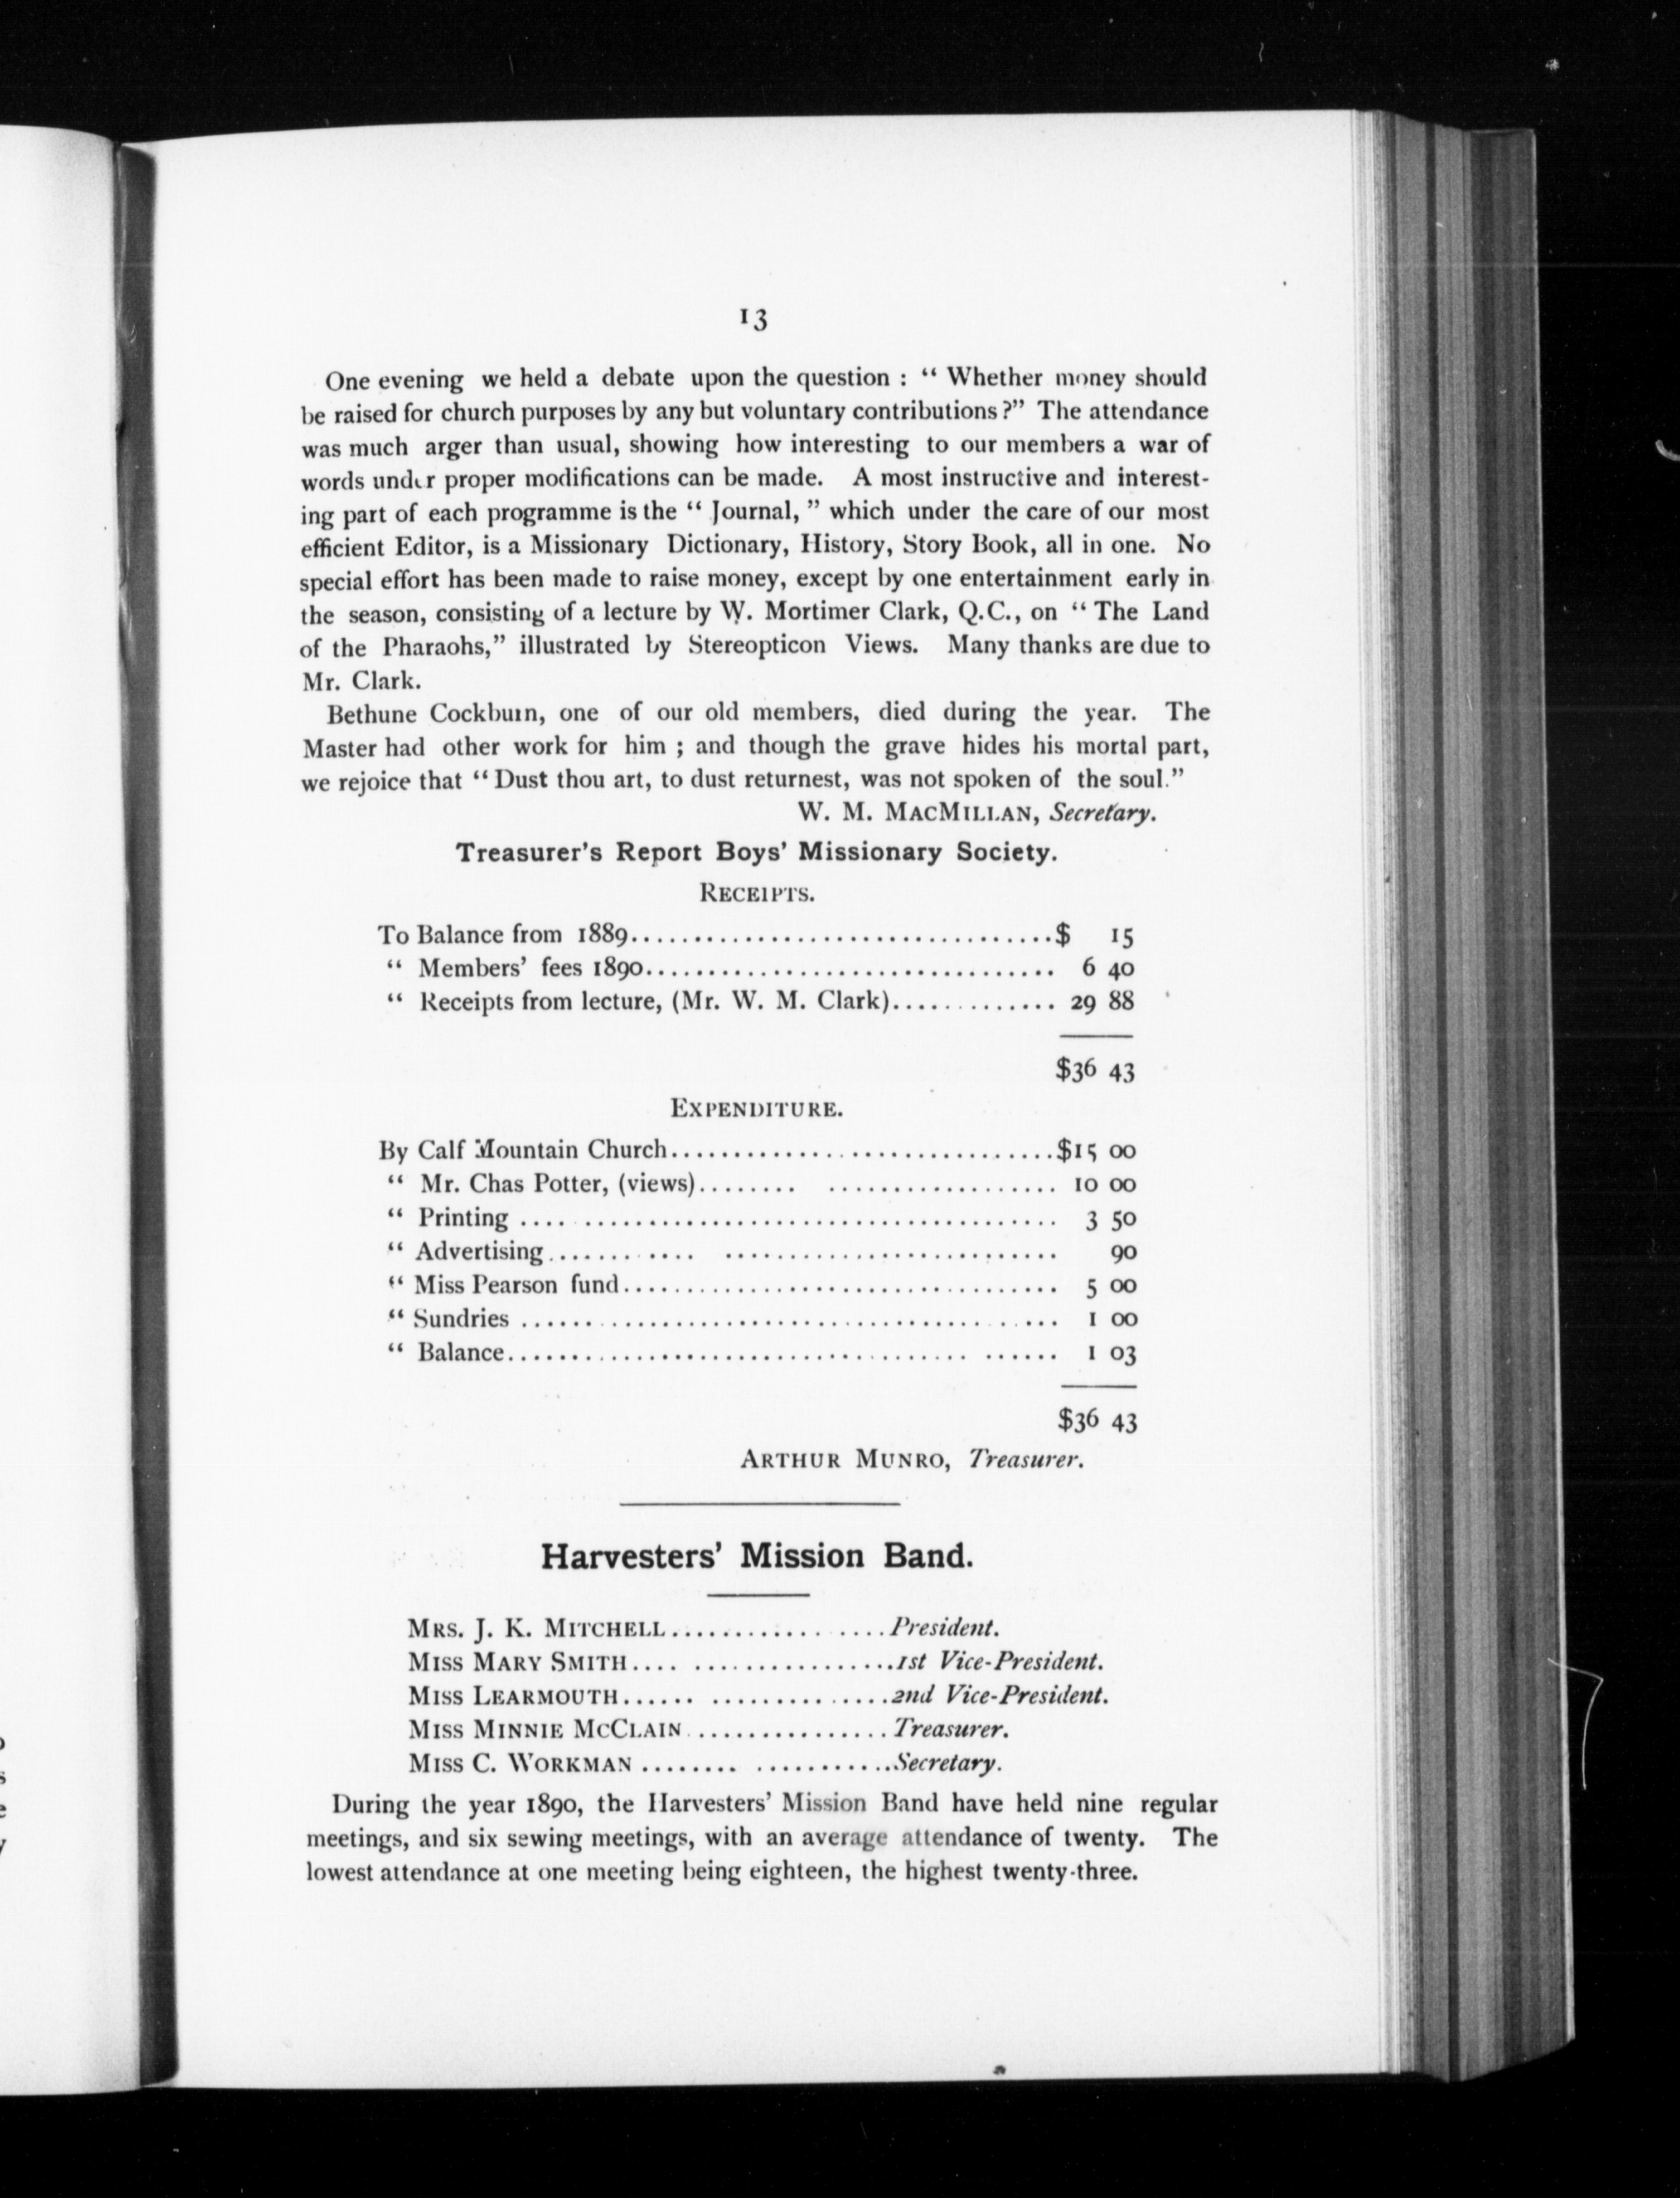 13
One evening we held a debate upon the question : “ Whether money should
be raised for church purposes by any but voluntary contributions ?” The attendance
was much arger than usual, showing how interesting to our members a war of
words under proper modifications can be made. A most instructive and interest-
ing part of each programme is the “ Journal, ” which under the care of our most
efficient Editor, is a Missionary Dictionary, History, Story Book, all in one. No
special effort has been made to raise money, except by one entertainment early in
the season, consisting of a lecture by W. Mortimer Clark, Q.C., on “ The Land
of the Pharaohs,” illustrated by Stereopticon Views. Many thanks are due to
Mr. Clark.
Bethune Cockburn, one of our old members, died during the year. The
Master had other work for him ; and though the grave hides his mortal part,
we rejoice that “ Dust thou art, to dust returnest, was not spoken of the soul.”
W. M. MACMILLAN, Secretary.
Treasurer's Report Boys' Missionary Society.
RECEIPTS.
To Balance from 1889..................................$ 15
“ Members' fees 1890................................ 6 40
“ Receipts from lecture, (Mr. W. M. Clark)............. 29 88
$36 43
EXPENDITURE.
By Calf Mountain Church..............................$15 00
“ Mr. Chas Potter, (views)........ .................. 10 00
“ Printing .... ..................................... 3 50
“ Advertising........... .......................... 90
“ Miss Pearson fund.................................. 5 00
“ Sundries .......................................... 1 00
“ Balance.................................... ...... 1 03
$36 43
ARTHUR MUNRO, Treasurer.
Harvesters' Mission Band.
MRS. J. K. MITCHELL............ ....President.
MISS MARY SMITH.... ................1st Vice-President.
MISS LEARMOUTH...... ..............2nd Vice-President.
MISS MINNIE MCCLAIN................Treasurer.
MISS C. WORKMAN ........ ...........Secretary.
During the year 1890, the Harvesters' Mission Band have held nine regular
meetings, and six sewing meetings, with an average attendance of twenty. The
lowest attendance at one meeting being eighteen, the highest twenty-three.